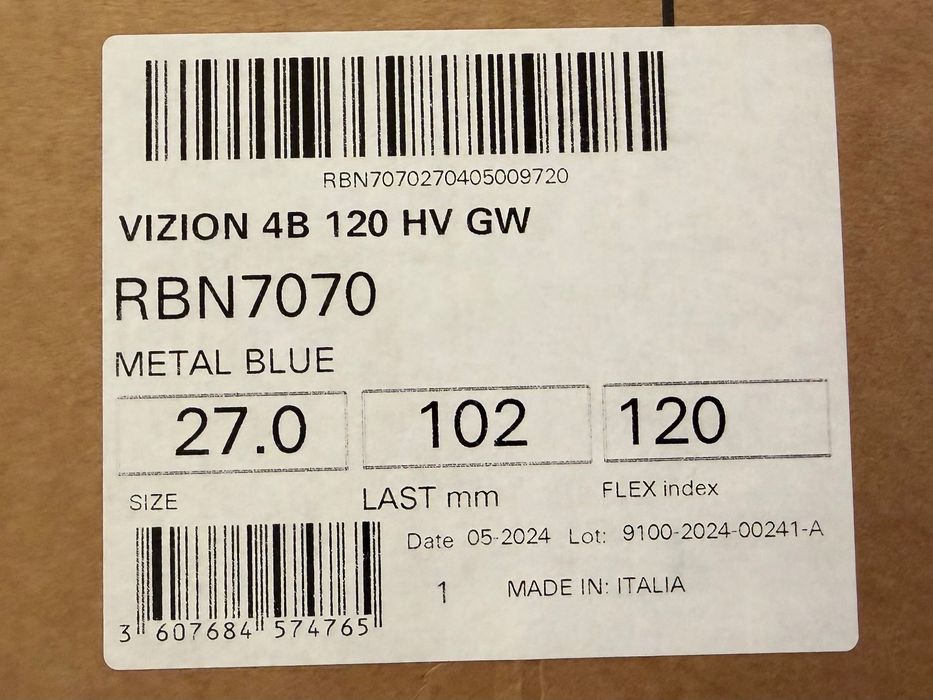 RBN7070270405009720
VIZION 4B 120 HV GW
RBN7070
METAL BLUE
27.0 102 120
SIZE LAST mm FLEX index
Date 05-2024 Lot: 9100-2024-00241-A
1 MADE IN: ITALIA
3 607684 574765